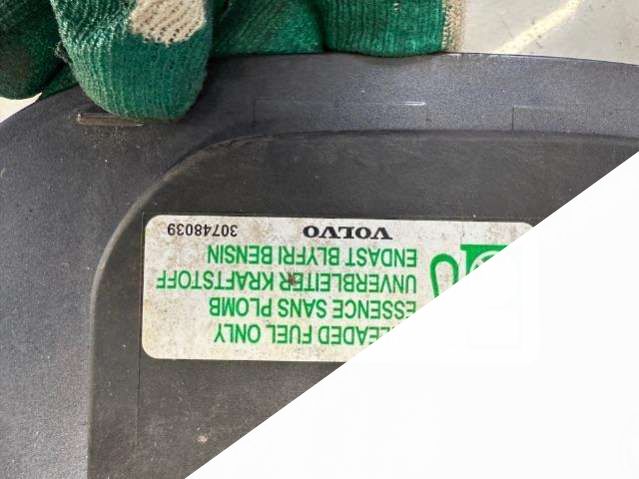 LEADED FUEL ONLY
ESSENCE SANS PLOMB
UNVERBLEITER KRAFTSTOFF
ENDAST BLYFRI BENSIN
VOLVO 30748039